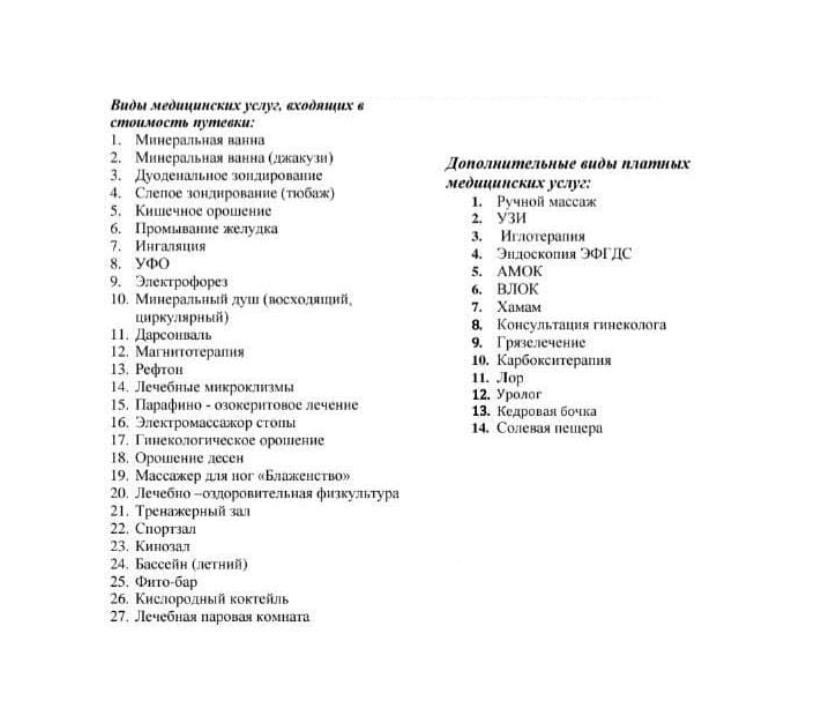 Виды медицинских услуг, входящих в
стоимость путевки:
1. Минеральная ванна
2. Минеральная ванна (джакузи)
3. Дуоденальное зондирование
4. Слепое зондирование (тюбаж)
5. Кишечное орошение
6. Промывание желудка
7. Ингаляция
8. УФО
9. Электрофорез
10. Минеральный душ (восходящий,
циркулярный)
11. Дарсонваль
12. Магнитотерапия
13. Рефтон
14. Лечебные микроклизмы
15. Парафино - озокеритовое лечение
16. Электромассажор стопы
17. Гинекологическое орошение
18. Орошение десен
19. Массажер для ног «Блаженство»
20. Лечебно –оздоровительная физкультура
21. Тренажерный зал
22. Спортзал
23. Кинозал
24. Бассейн (летний)
25. Фито-бар
26. Кислородный коктейль
27. Лечебная паровая комната
Дополнительные виды платных
медицинских услуг:
1. Ручной массаж
2. УЗИ
3. Иглотерапия
4. Эндоскопия ЭФГДС
5. АМОК
6. ВЛОК
7. Хамам
8. Консультация гинеколога
9. Грязелечение
10. Карбокситерапия
11. Лор
12. Уролог
13. Кедровая бочка
14. Солевая пещера